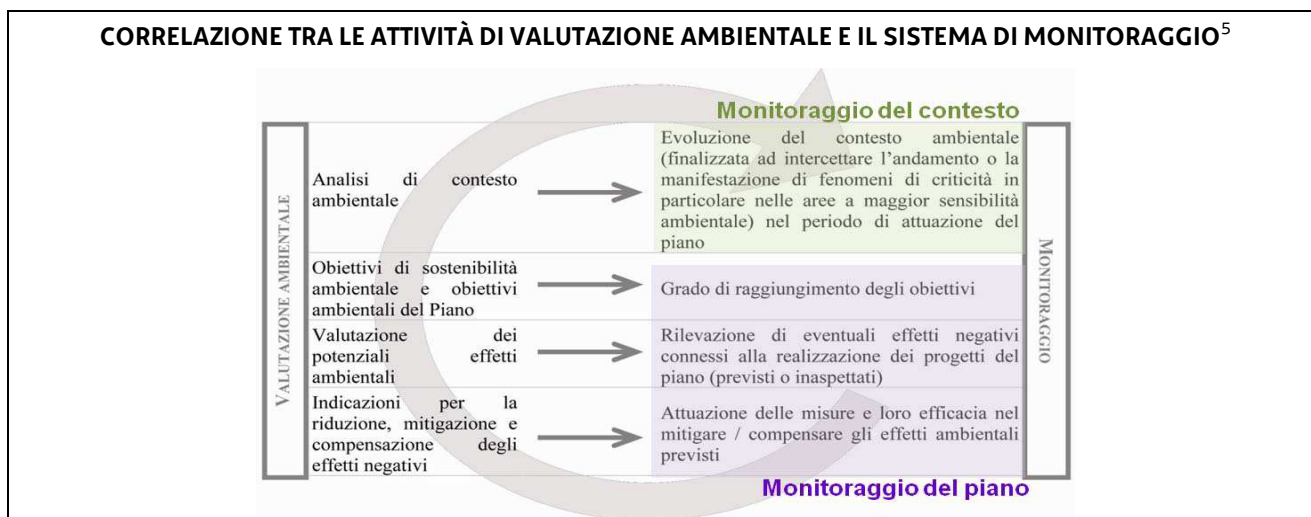 CORRELAZIONE TRA LE ATTIVITÀ DI VALUTAZIONE AMBIENTALE E IL SISTEMA DI MONITORAGGIO5
Monitoraggio del contesto
VALUTAZIONE AMBIENTALE
Analisi di contesto
ambientale
Evoluzione del contesto ambientale
(finalizzata ad intercettare l'andamento o la
manifestazione di fenomeni di criticità in
particolare nelle aree a maggior sensibilità
ambientale) nel periodo di attuazione del
piano
Obiettivi di sostenibilità
ambientale e obiettivi
ambientali del Piano
Grado di raggiungimento degli obiettivi
Valutazione dei
potenziali effetti
ambientali
Rilevazione di eventuali effetti negativi
connessi alla realizzazione dei progetti del
piano (previsti o inaspettati)
Indicazioni per la
riduzione, mitigazione e
compensazione degli
effetti negativi
Attuazione delle misure e loro efficacia nel
mitigare / compensare gli effetti ambientali
previsti
MONITORAGGIO
Monitoraggio del piano